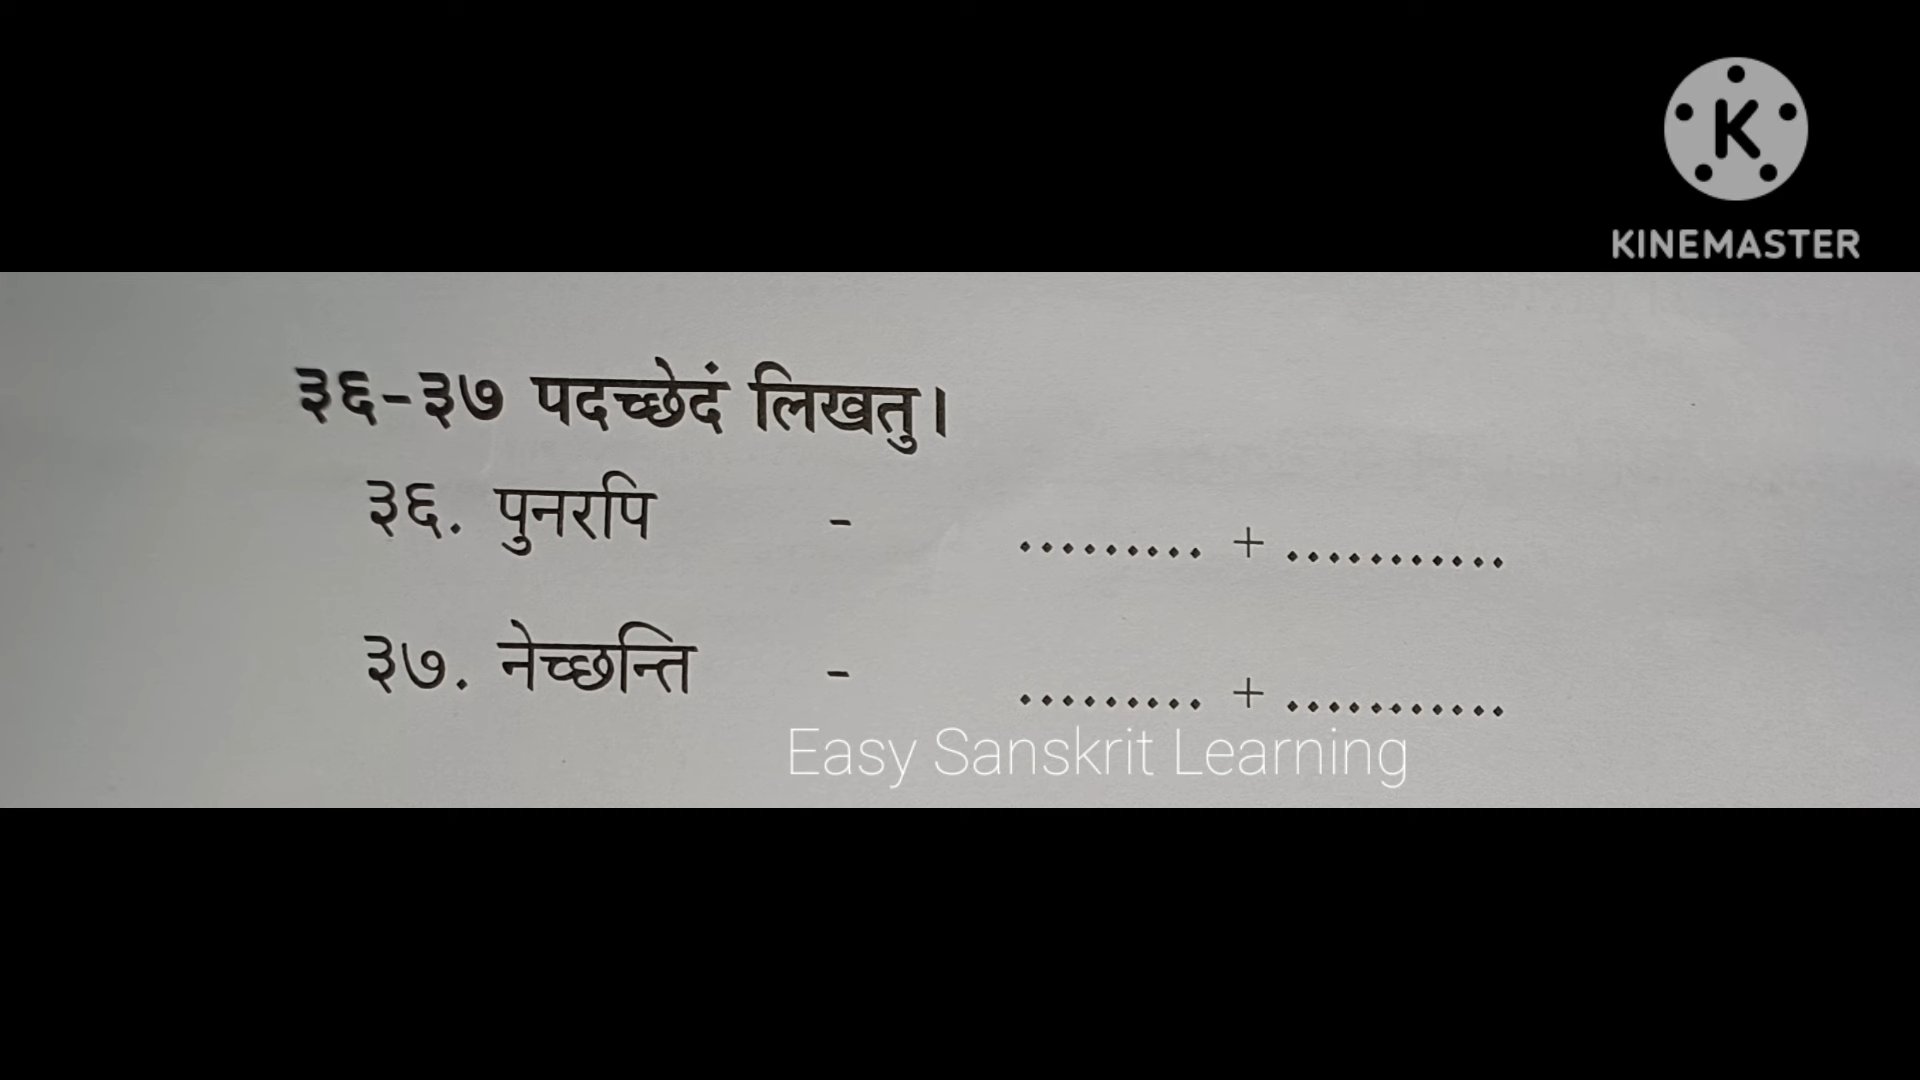 KINEMASTER
३६-३७ पदच्छेदं लिखतु।
३६. पुनरपि - ......... + ...........
३७. नेच्छन्ति - ......... + ...........
Easy Sanskrit Learning